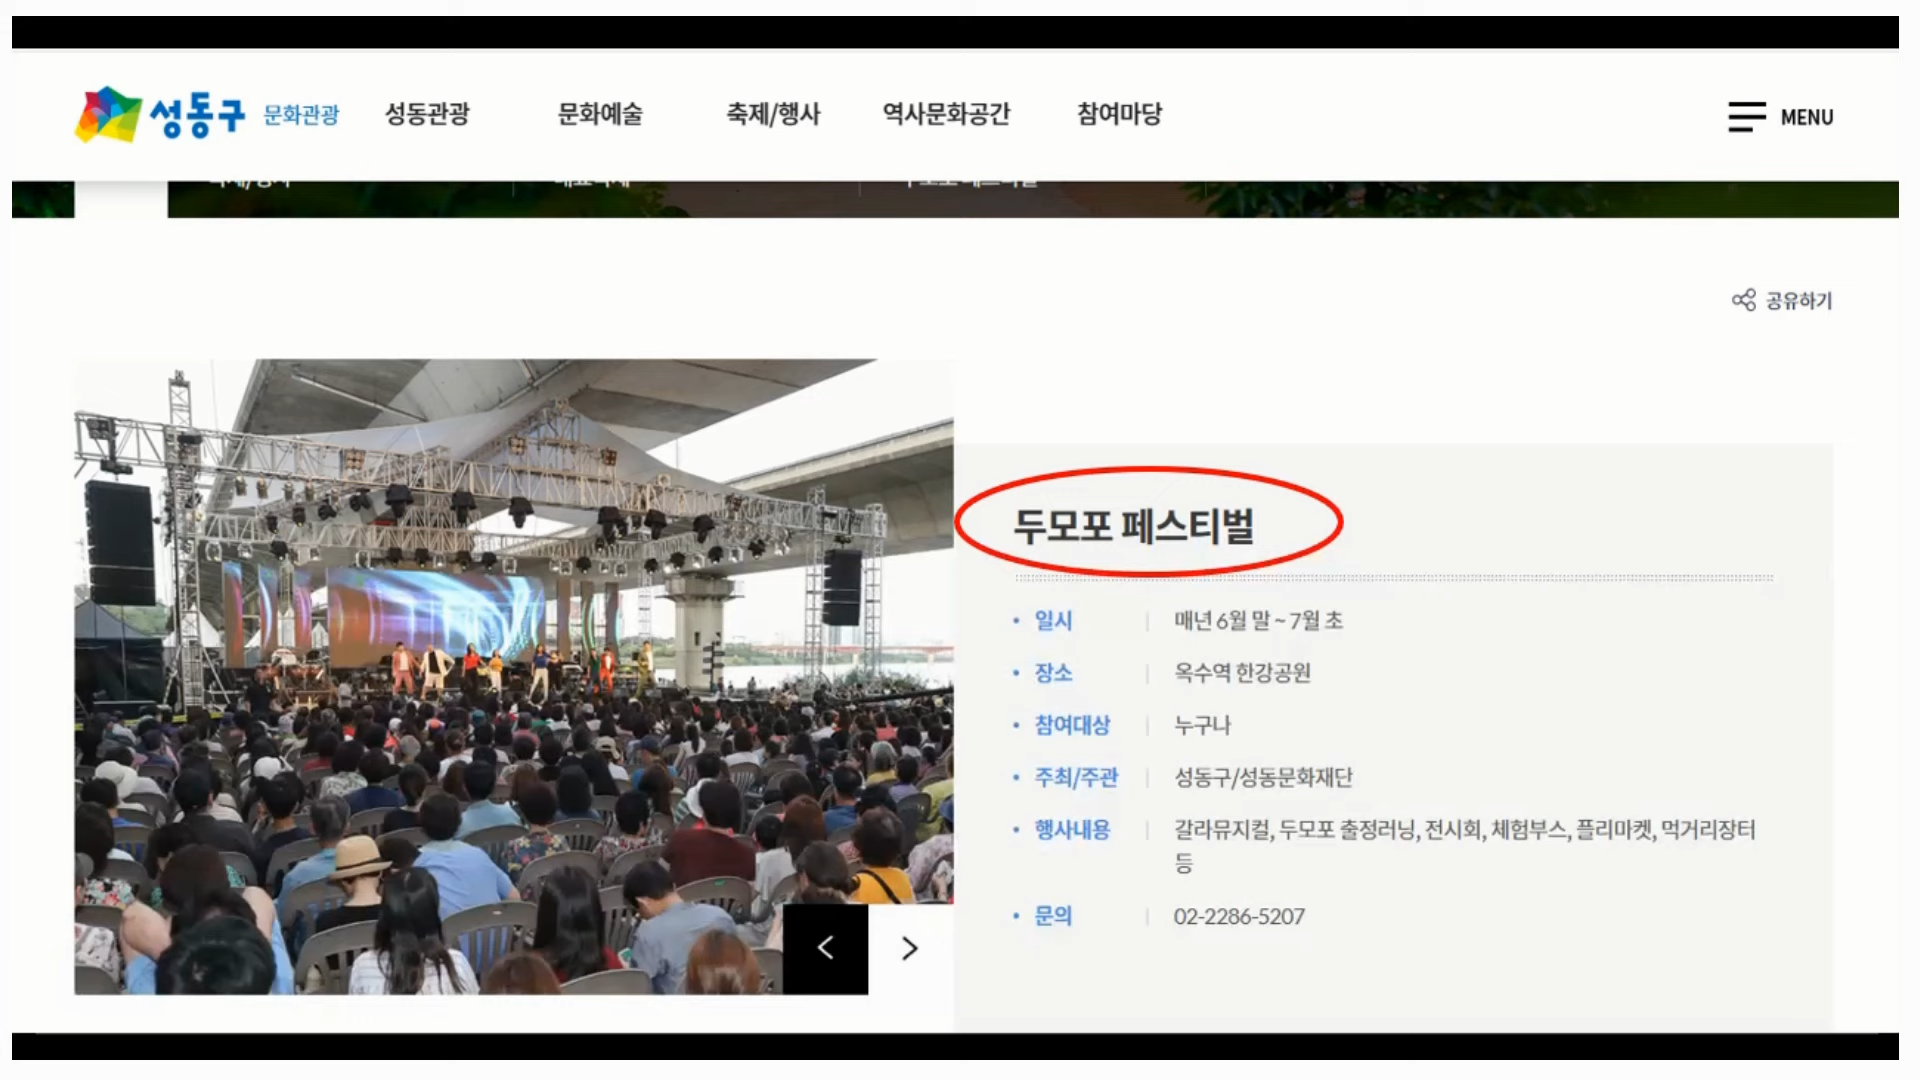 성동구 문화관광 성동관광 문화예술 축제/행사 역사문화공간 참여마당 MENU
공유하기
두모포 페스티벌
• 일시 매년 6월 말 ~ 7월 초
• 장소 옥수역 한강공원
• 참여대상 누구나
• 주최/주관 성동구/성동문화재단
• 행사내용 갈라뮤지컬, 두모포 출정러닝, 전시회, 체험부스, 플리마켓, 먹거리장터
등
• 문의 02-2286-5207